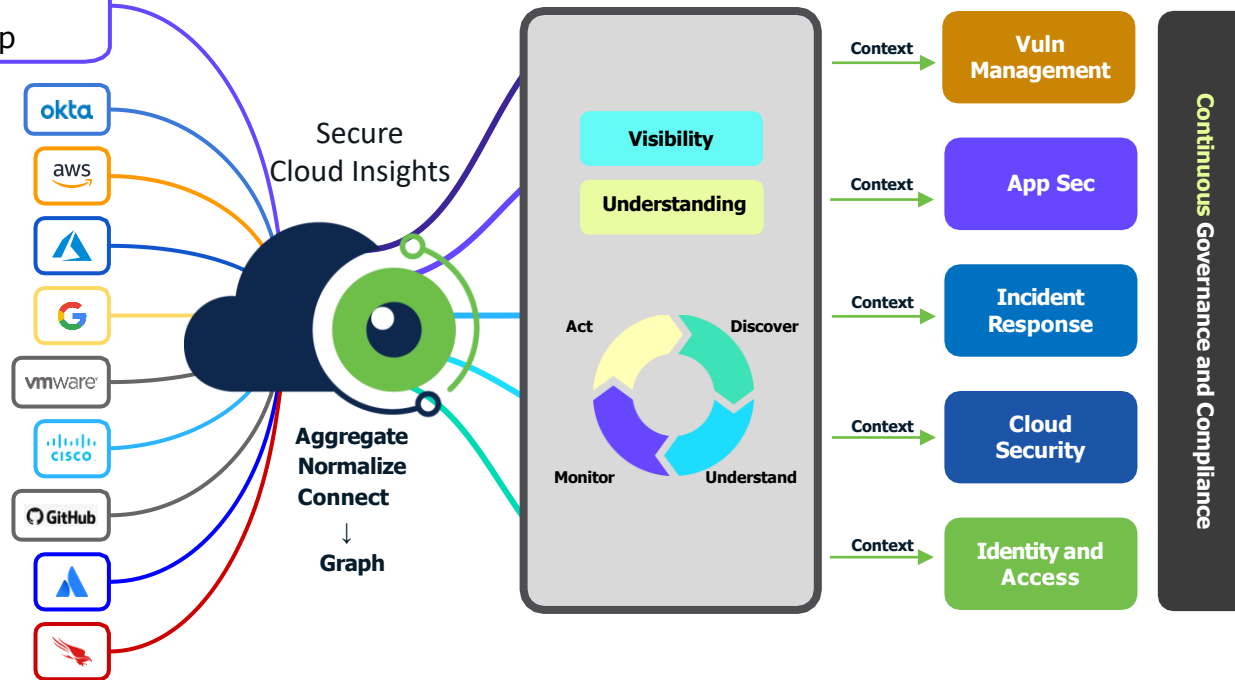 p
okta
aws
vmware
CISCO
GitHub
Secure
Cloud Insights
Aggregate
Normalize
Connect
↓
Graph
Visibility
Understanding
Act
Discover
Monitor
Understand
Context
Vuln
Management
Context
App Sec
Context
Incident
Response
Context
Cloud
Security
Context
Identity and
Access
Continuous Governance and Compliance